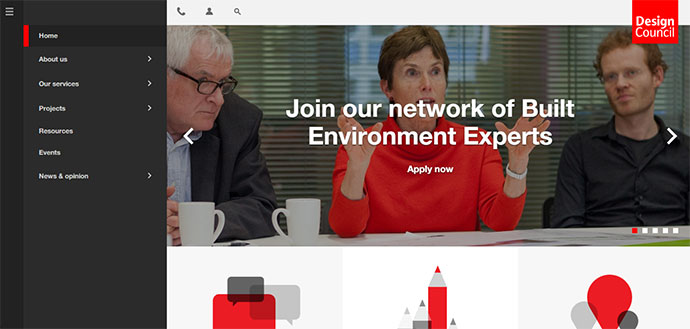 Home
About us
Our services
Projects
Resources
Events
News & opinion
Design
Council
Join our network of Built
Environment Experts
Apply now